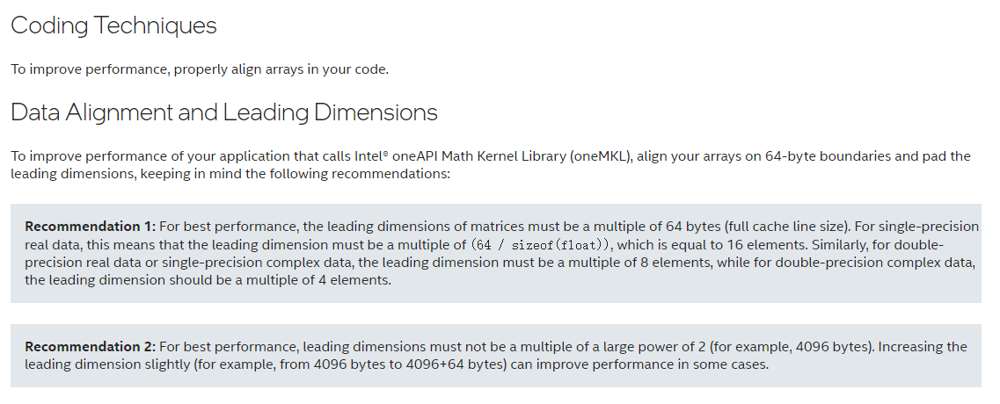 Coding Techniques
To improve performance, properly align arrays in your code.
Data Alignment and Leading Dimensions
To improve performance of your application that calls Intel® oneAPI Math Kernel Library (oneMKL), align your arrays on 64-byte boundaries and pad the
leading dimensions, keeping in mind the following recommendations:
Recommendation 1: For best performance, the leading dimensions of matrices must be a multiple of 64 bytes (full cache line size). For single-precision
real data, this means that the leading dimension must be a multiple of (64 / sizeof(float)), which is equal to 16 elements. Similarly, for double-
precision real data or single-precision complex data, the leading dimension must be a multiple of 8 elements, while for double-precision complex data,
the leading dimension should be a multiple of 4 elements.
Recommendation 2: For best performance, leading dimensions must not be a multiple of a large power of 2 (for example, 4096 bytes). Increasing the
leading dimension slightly (for example, from 4096 bytes to 4096+64 bytes) can improve performance in some cases.